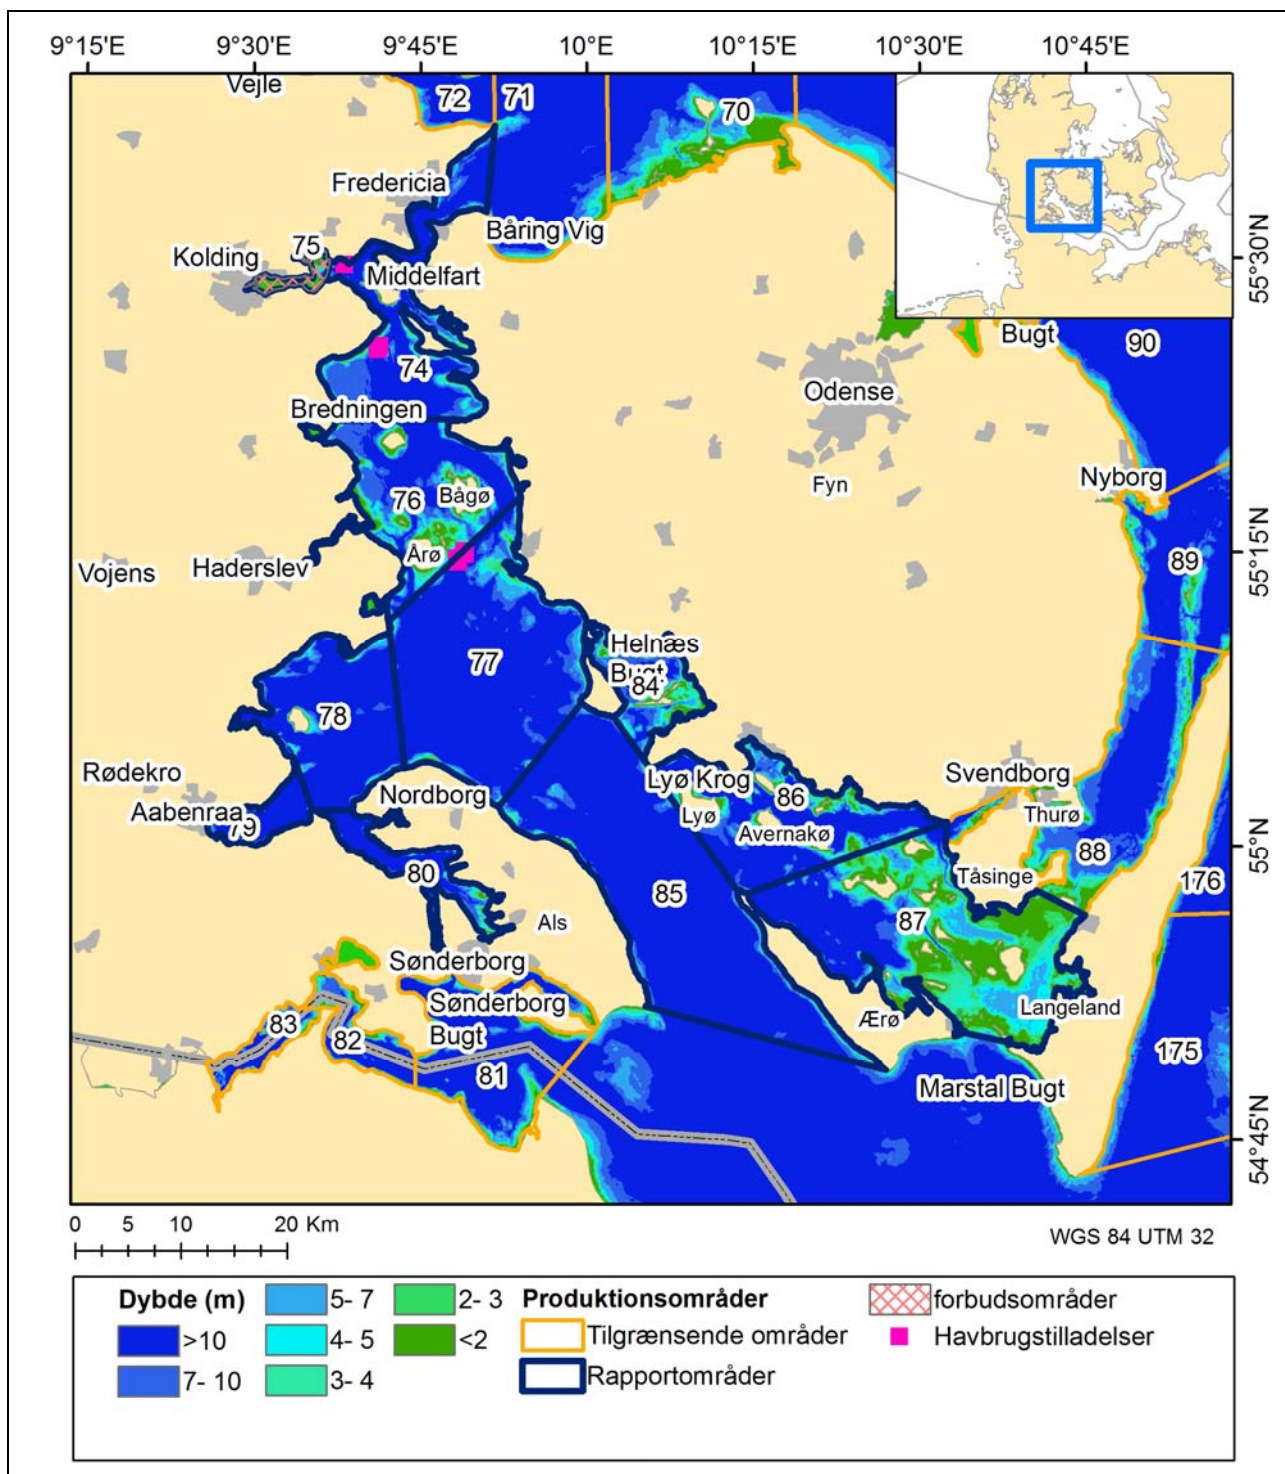 9°15'E 9°30'E 9°45'E 10°E 10°15'E 10°30'E 10°45'E
Vejle
72
71
70
Fredericia
Båring Vig
75
Kolding
Middelfart
55°30'N
Bugt
90
74
Odense
Bredningen
Fyn
Nyborg
Bågø
76
Årø
55°15'N
89
Vojens
Haderslev
Helnæs
Bugt
84
77
78
Rødekro
Lyø Krog
86
Svendborg
Aabenraa
79
Nordborg
Lyø
Avernakø
Thurø
55°N
88
80
85
Tåsinge
176
Als
87
Sønderborg
Sønderborg
Bugt
Ærø
Langeland
83
82
81
175
Marstal Bugt
54°45'N
0 5 10 20 Km
WGS 84 UTM 32
Dybde (m)
>10
7- 10
5- 7
4- 5
3- 4
2- 3
<2
Produktionsområder
Tilgrænsende områder
Rapportområder
forbudsområder
Havbrugstilladelser